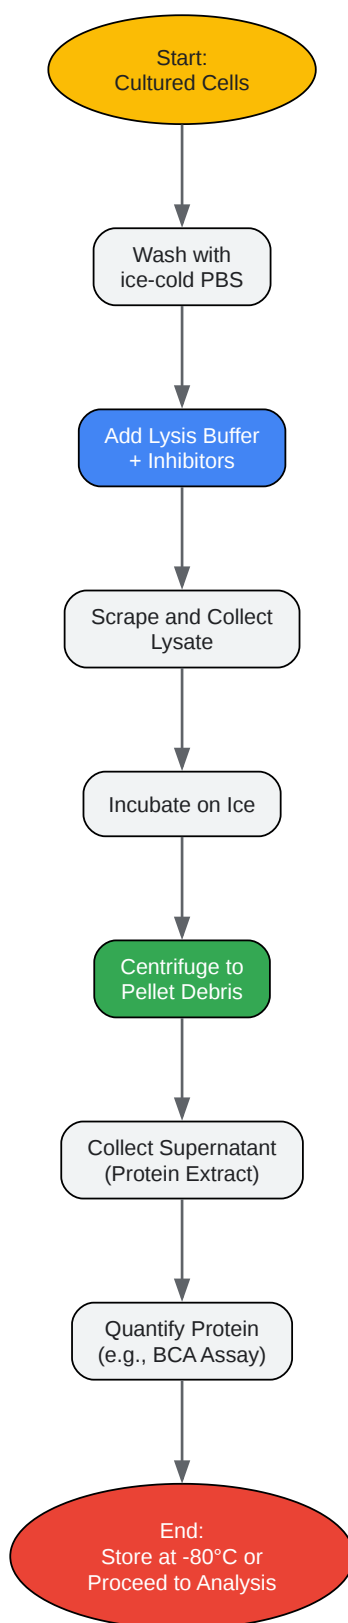 Start:
Cultured Cells
Wash with
ice-cold PBS
Add Lysis Buffer
+ Inhibitors
Scrape and Collect
Lysate
Incubate on Ice
Centrifuge to
Pellet Debris
Collect Supernatant
(Protein Extract)
Quantify Protein
(e.g., BCA Assay)
End:
Store at -80°C or
Proceed to Analysis